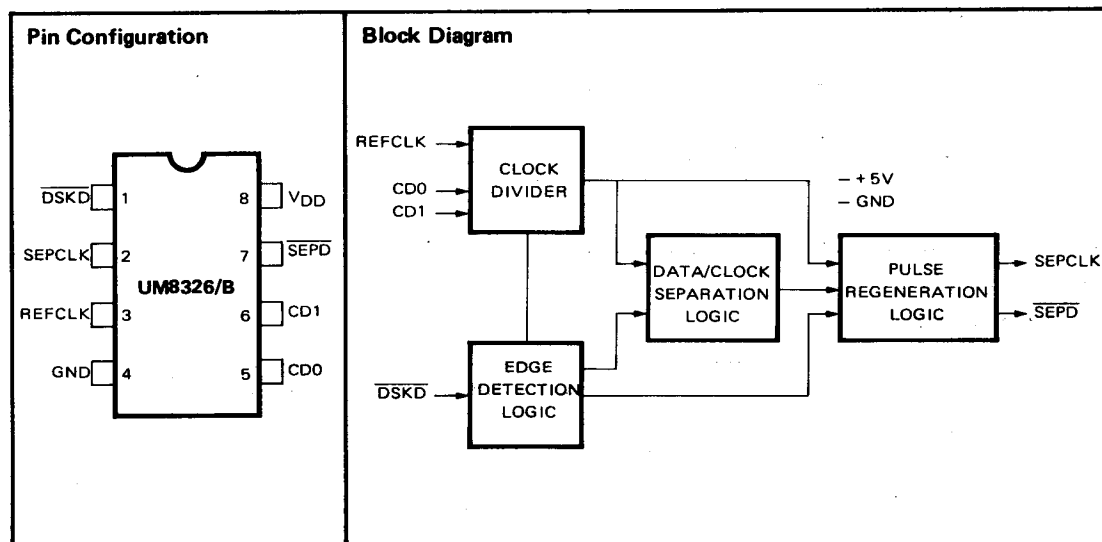 Pin Configuration
DSKD 1
SEPCLK 2
REFCLK 3
GND 4
UM8326/B
8 VDD
7 SEPD
6 CD1
5 CD0
Block Diagram
REFCLK
CD0
CD1
CLOCK
DIVIDER
– +5V
– GND
DATA/CLOCK
SEPARATION
LOGIC
PULSE
REGENERATION
LOGIC
SEPCLK
SEPD
DSKD
EDGE
DETECTION
LOGIC